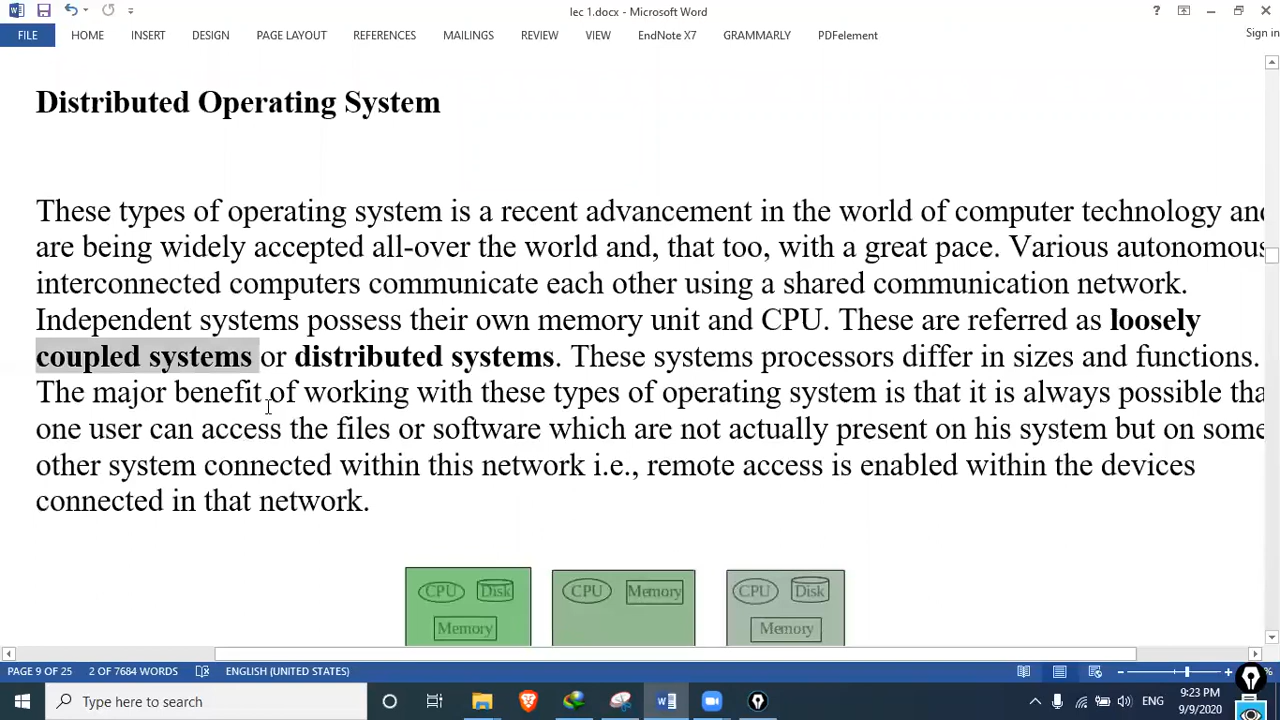 lec 1.docx - Microsoft Word
?
FILE HOME INSERT DESIGN PAGE LAYOUT REFERENCES MAILINGS REVIEW VIEW EndNote X7 GRAMMARLY PDFelement Sign in
Distributed Operating System
These types of operating system is a recent advancement in the world of computer technology and
are being widely accepted all-over the world and, that too, with a great pace. Various autonomous
interconnected computers communicate each other using a shared communication network.
Independent systems possess their own memory unit and CPU. These are referred as loosely
coupled systems or distributed systems. These systems processors differ in sizes and functions.
The major benefit of working with these types of operating system is that it is always possible tha
one user can access the files or software which are not actually present on his system but on some
other system connected within this network i.e., remote access is enabled within the devices
connected in that network.
CPU Disk CPU Memory CPU Disk
Memory Memory
PAGE 9 OF 25 2 OF 7684 WORDS ENGLISH (UNITED STATES) %
Type here to search
ENG
9:23 PM
9/9/2020